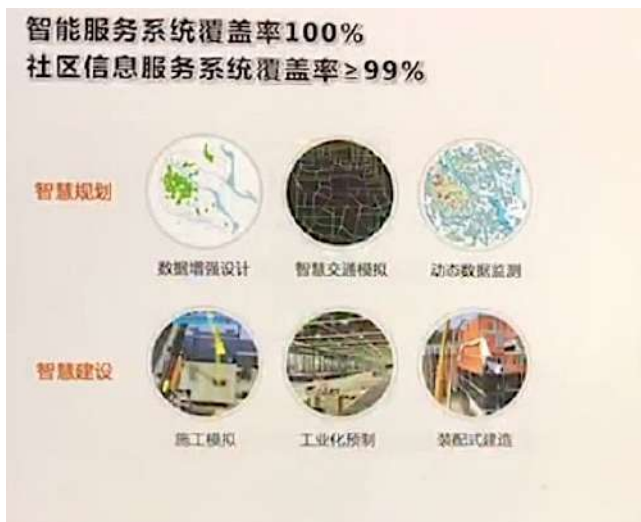 智能服务系统覆盖率100%
社区信息服务系统覆盖率≥99%
智慧规划
数据增强设计
智慧交通模拟
动态数据监测
智慧建设
施工模拟
工业化预制
装配式建造